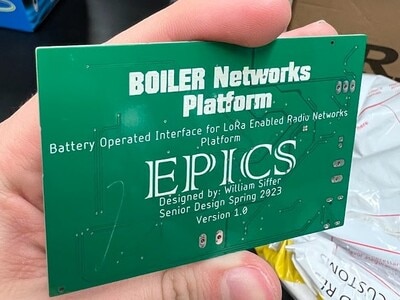 BOILER Networks
Platform
Battery Operated Interface for LoRa Enabled Radio Networks
Platform
EPICS
Designed by: William Siffer
Senior Design Spring 2023
Version 1.0